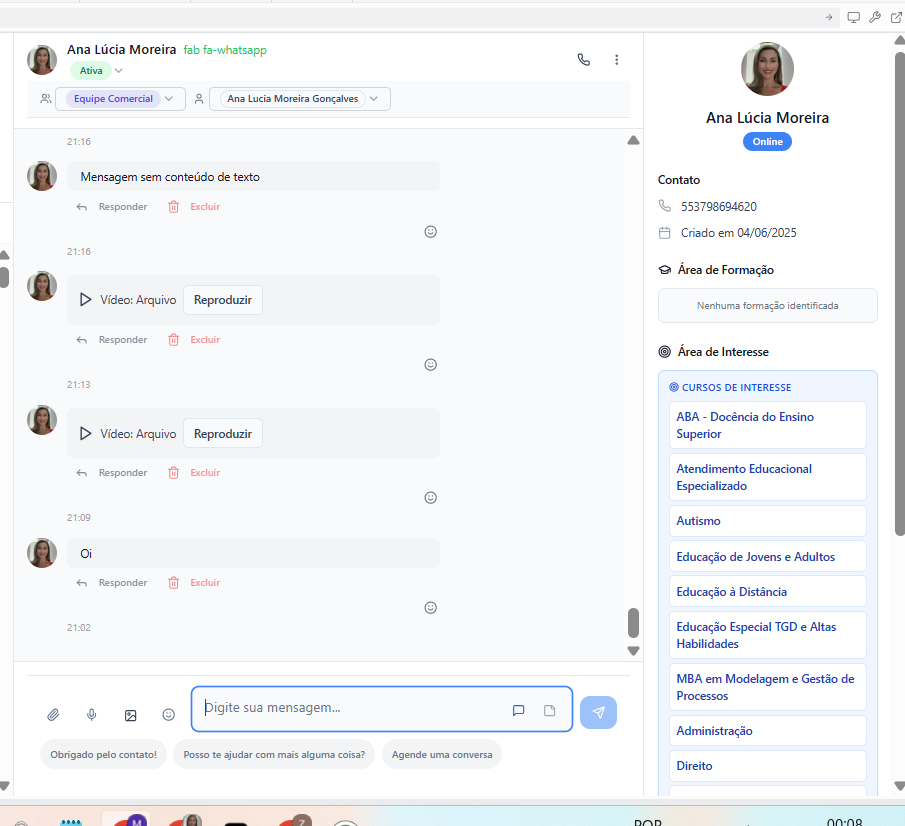 Ana Lúcia Moreira fab fa-whatsapp
Ativa
Equipe Comercial
Ana Lucia Moreira Gonçalves
21:16
Mensagem sem conteúdo de texto
Responder Excluir
21:16
Vídeo: Arquivo Reproduzir
Responder Excluir
21:13
Vídeo: Arquivo Reproduzir
Responder Excluir
21:09
Oi
Responder Excluir
21:02
Digite sua mensagem...
Obrigado pelo contato! Posso te ajudar com mais alguma coisa? Agende uma conversa
Ana Lúcia Moreira
Online
Contato
553798694620
Criado em 04/06/2025
Área de Formação
Nenhuma formação identificada
Área de Interesse
CURSOS DE INTERESSE
ABA - Docência do Ensino
Superior
Atendimento Educacional
Especializado
Autismo
Educação de Jovens e Adultos
Educação à Distância
Educação Especial TGD e Altas
Habilidades
MBA em Modelagem e Gestão de
Processos
Administração
Direito
M
Z
POR
00:08